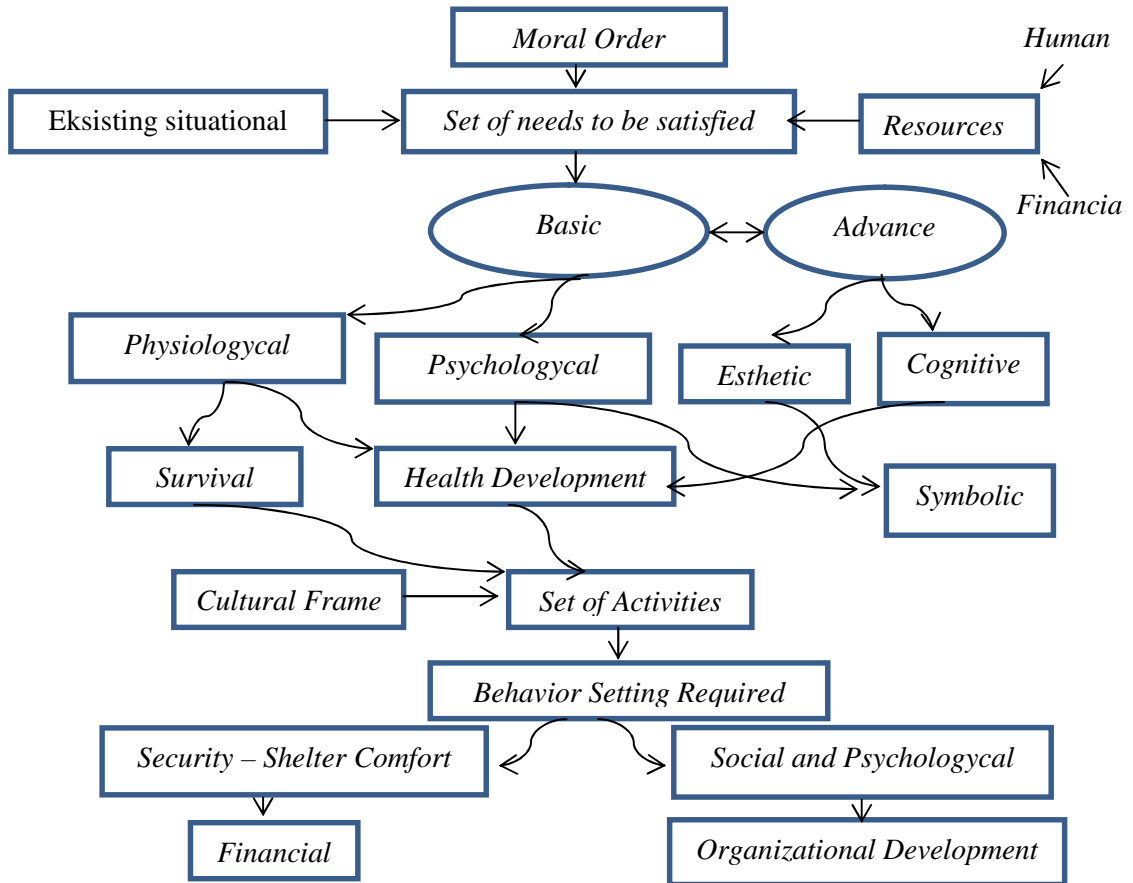 Moral Order
Human
Eksisting situational
Set of needs to be satisfied
Resources
Financia
Basic
Advance
Physiologycal
Psychologycal
Esthetic
Cognitive
Survival
Health Development
Symbolic
Cultural Frame
Set of Activities
Behavior Setting Required
Security – Shelter Comfort
Social and Psychologycal
Financial
Organizational Development